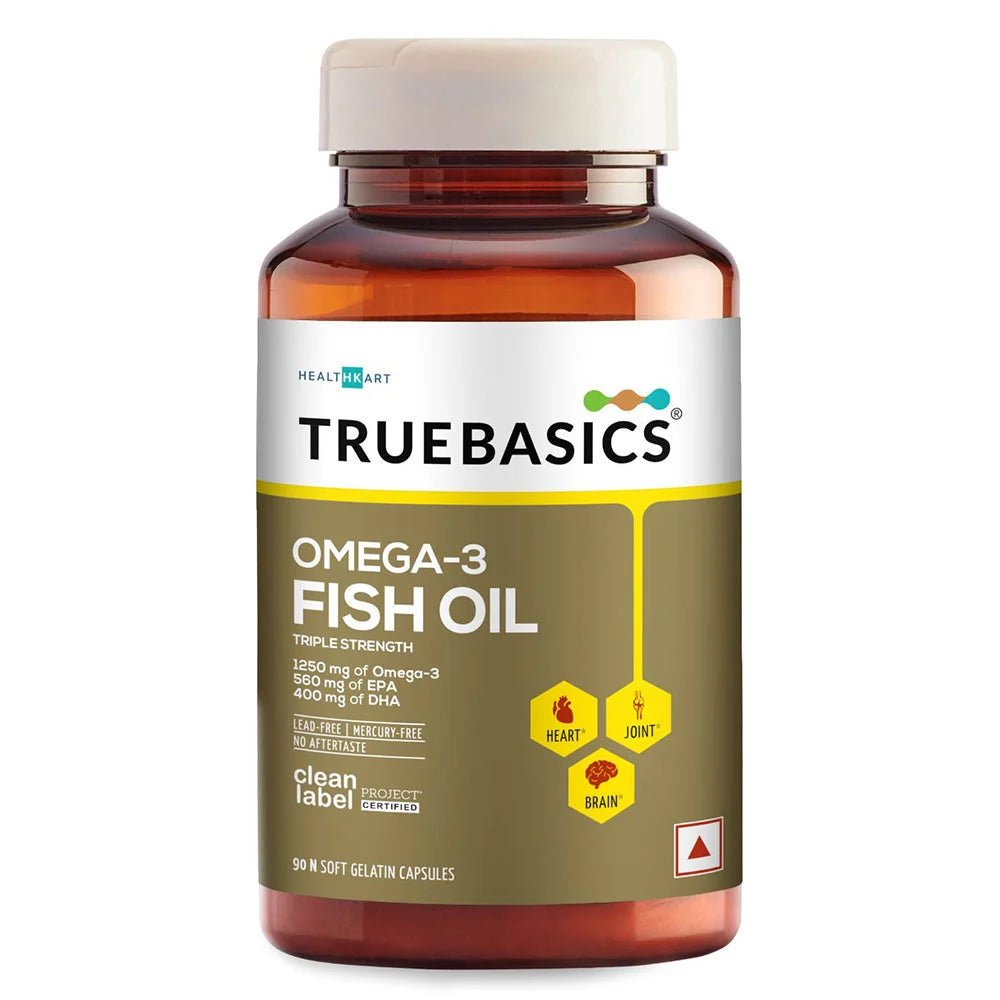 HEALTHKART
TRUEBASICS®
OMEGA-3
FISH OIL
TRIPLE STRENGTH
1250 mg of Omega-3
560 mg of EPA
400 mg of DHA
LEAD-FREE | MERCURY-FREE
NO AFTERTASTE
clean
label PROJECT®
CERTIFIED
HEART*
JOINT*
BRAIN*
90 N SOFT GELATIN CAPSULES